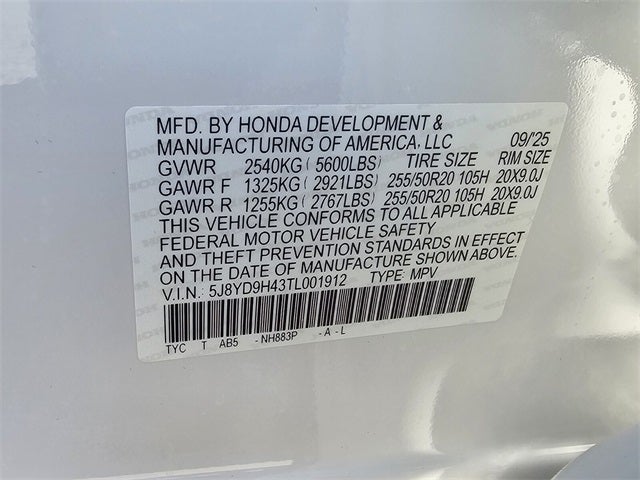 MFD. BY HONDA DEVELOPMENT &
MANUFACTURING OF AMERICA, LLC 09/25
GVWR 2540KG ( 5600LBS) TIRE SIZE RIM SIZE
GAWR F 1325KG ( 2921LBS) 255/50R20 105H 20X9.0J
GAWR R 1255KG ( 2767LBS) 255/50R20 105H 20X9.0J
THIS VEHICLE CONFORMS TO ALL APPLICABLE
FEDERAL MOTOR VEHICLE SAFETY
AND THEFT PREVENTION STANDARDS IN EFFECT
ON THE DATE OF MANUFACTURE SHOWN ABOVE.
V.I.N.: 5J8YD9H43TL001912 TYPE: MPV
TYC T AB5 -NH883P -A -L